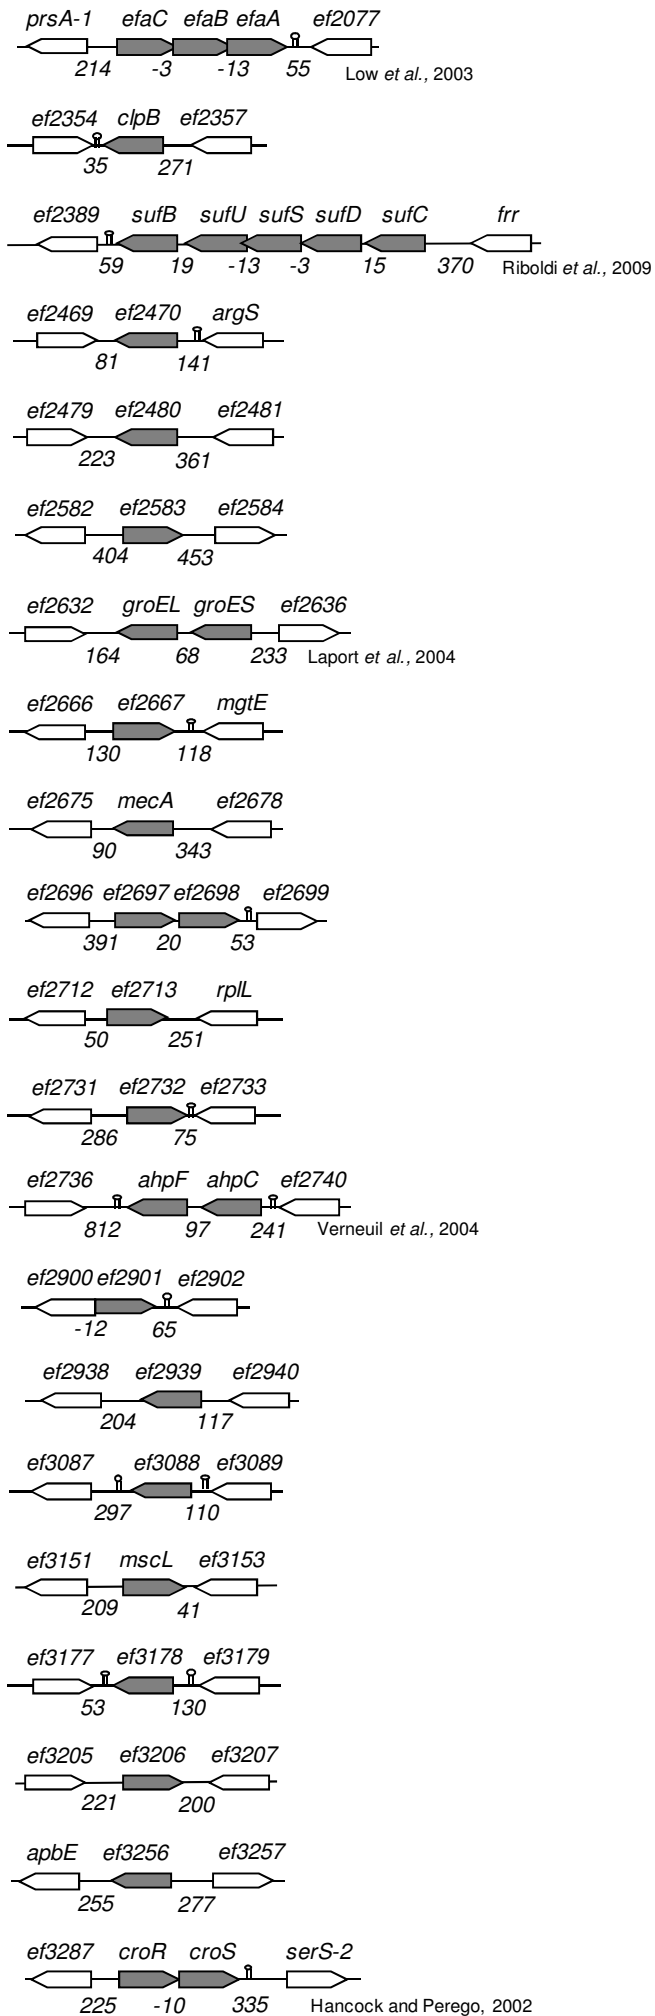 prsA-1 efaC efaB efaA ef2077
214 -3 -13 55 Low et al., 2003
ef2354 clpB ef2357
35 271
ef2389 sufB sufU sufS sufD sufC frr
59 19 -13 -3 15 370 Riboldi et al., 2009
ef2469 ef2470 argS
81 141
ef2479 ef2480 ef2481
223 361
ef2582 ef2583 ef2584
404 453
ef2632 groEL groES ef2636
164 68 233 Laport et al., 2004
ef2666 ef2667 mgtE
130 118
ef2675 mecA ef2678
90 343
ef2696 ef2697 ef2698 ef2699
391 20 53
ef2712 ef2713 rplL
50 251
ef2731 ef2732 ef2733
286 75
ef2736 ahpF ahpC ef2740
812 97 241 Verneuil et al., 2004
ef2900 ef2901 ef2902
-12 65
ef2938 ef2939 ef2940
204 117
ef3087 ef3088 ef3089
297 110
ef3151 mscL ef3153
209 41
ef3177 ef3178 ef3179
53 130
ef3205 ef3206 ef3207
221 200
apbE ef3256 ef3257
255 277
ef3287 croR croS serS-2
225 -10 335 Hancock and Perego, 2002